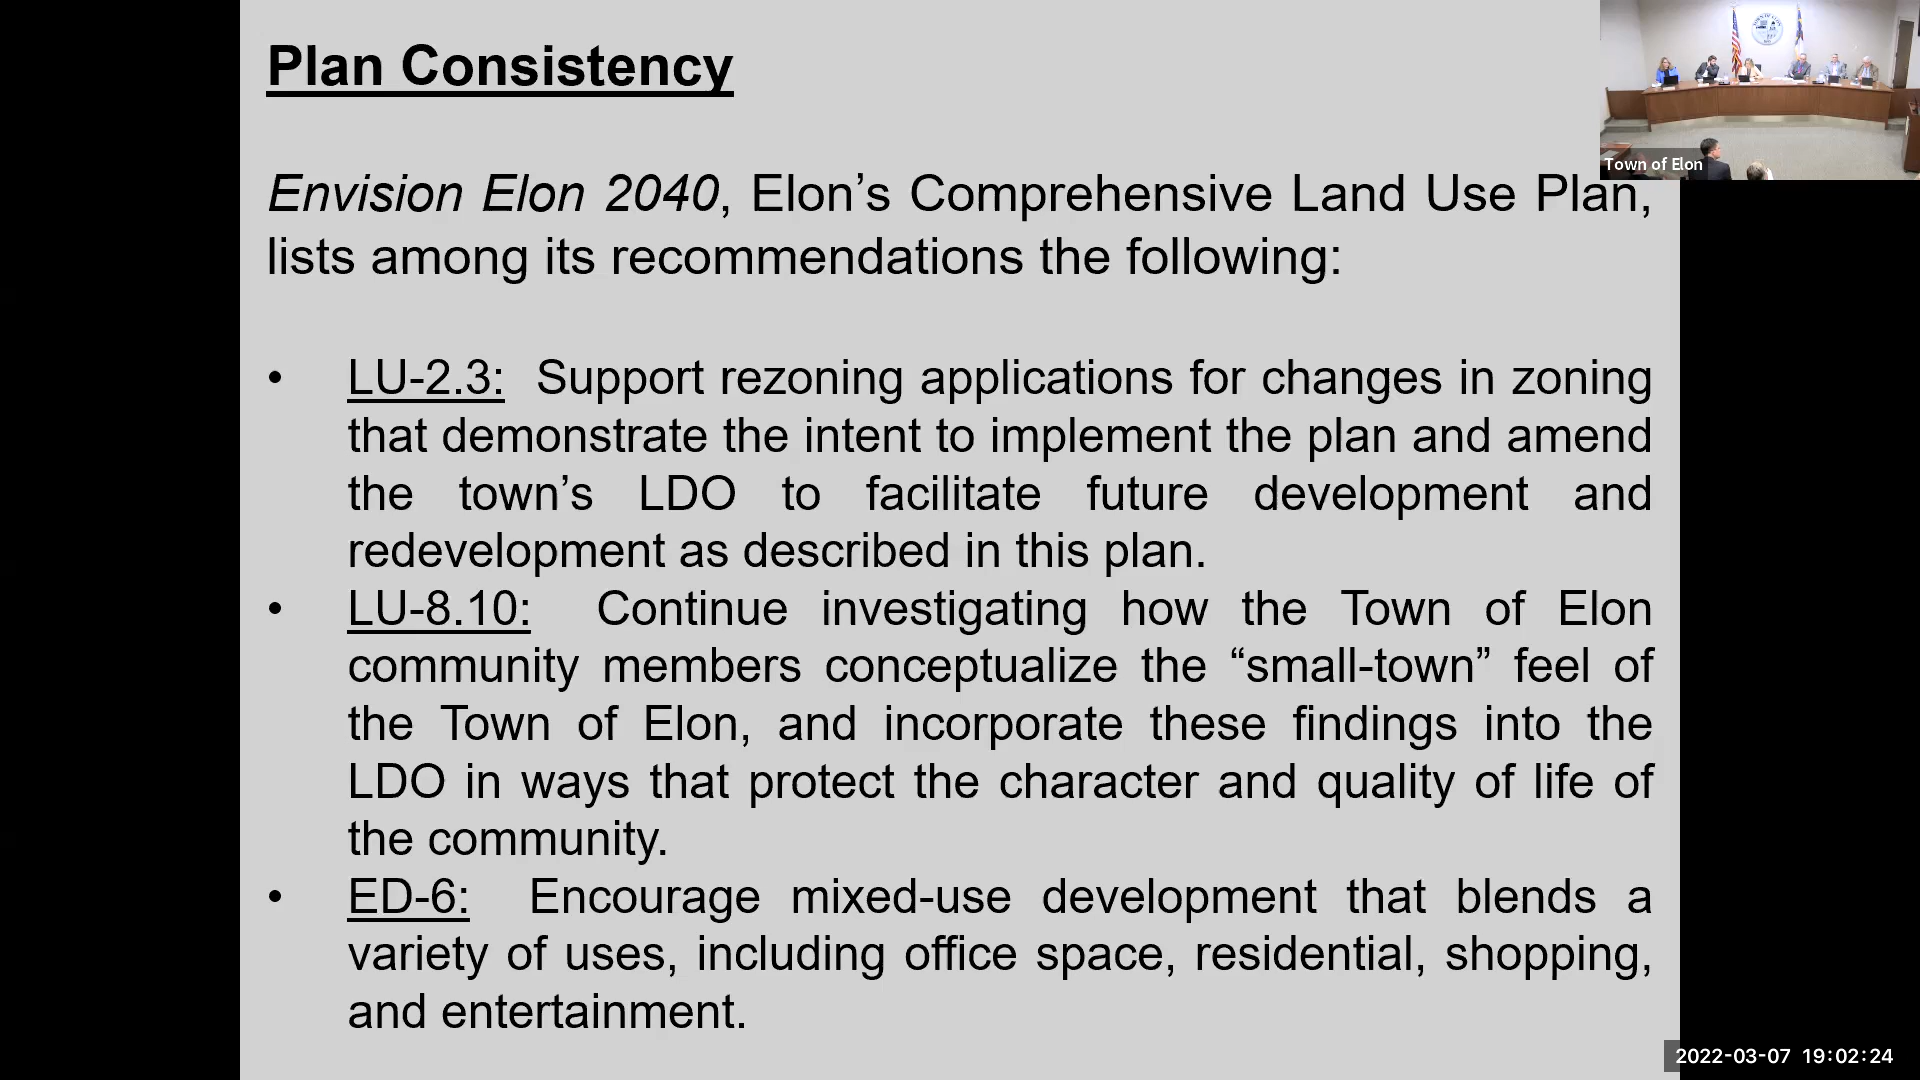 Plan Consistency
Envision Elon 2040, Elon’s Comprehensive Land Use Plan,
lists among its recommendations the following:
• LU-2.3: Support rezoning applications for changes in zoning
that demonstrate the intent to implement the plan and amend
the town’s LDO to facilitate future development and
redevelopment as described in this plan.
• LU-8.10: Continue investigating how the Town of Elon
community members conceptualize the “small-town” feel of
the Town of Elon, and incorporate these findings into the
LDO in ways that protect the character and quality of life of
the community.
• ED-6: Encourage mixed-use development that blends a
variety of uses, including office space, residential, shopping,
and entertainment.
Town of Elon
2022-03-07 19:02:24